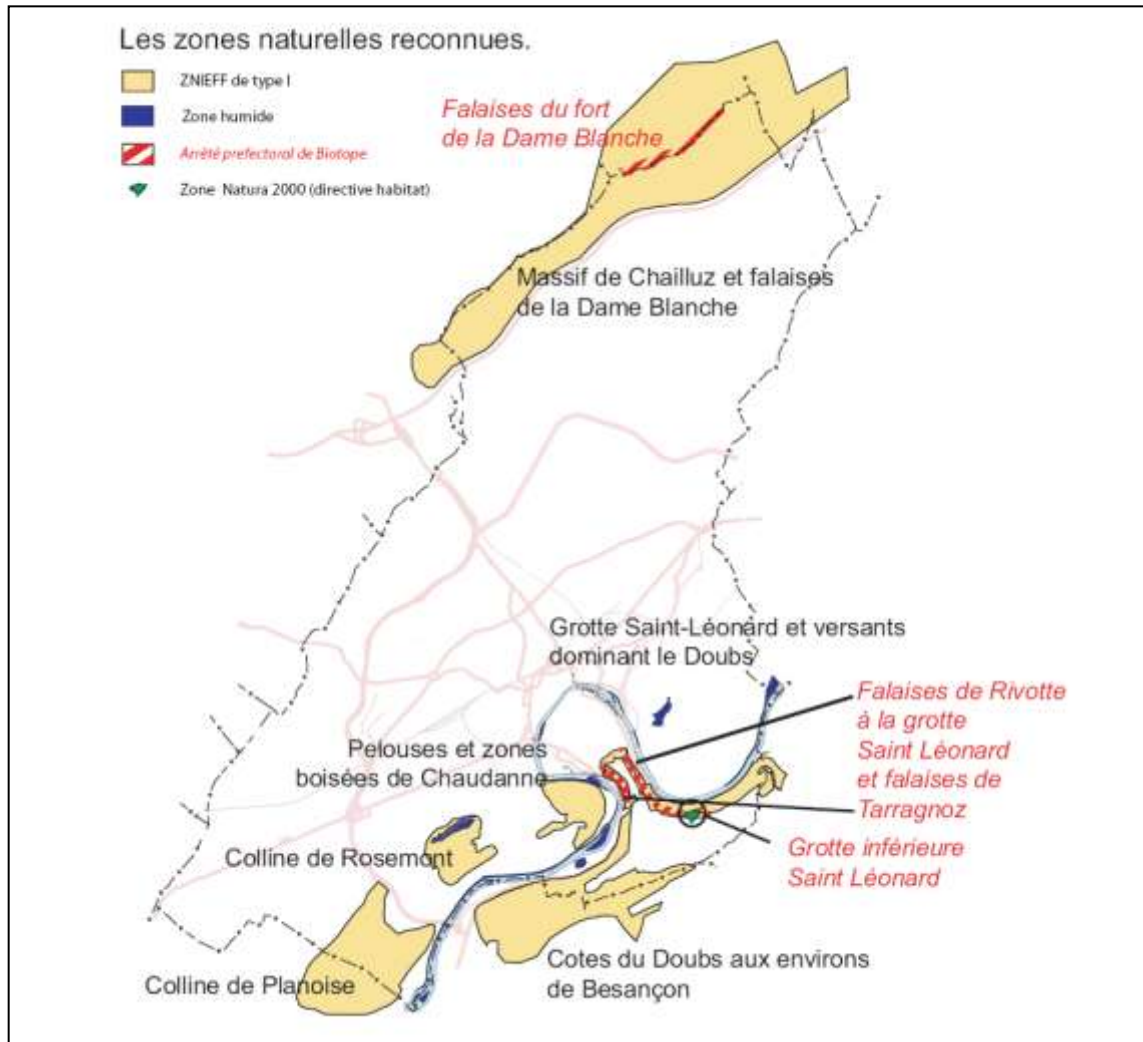 Les zones naturelles reconnues.
ZNIEFF de type I
Zone humide
Arrêté prefectoral de Biotope
Zone Natura 2000 (directive habitat)
Falaises du fort
de la Dame Blanche
Massif de Chailluz et falaises
de la Dame Blanche
Grotte Saint-Léonard et versants
dominant le Doubs
Falaises de Rivotte
à la grotte
Saint Léonard
et falaises de
Tarragnoz
Pelouses et zones
boisées de Chaudanne
Grotte inférieure
Saint Léonard
Colline de Rosemont
Cotes du Doubs aux environs
de Besançon
Colline de Planoise